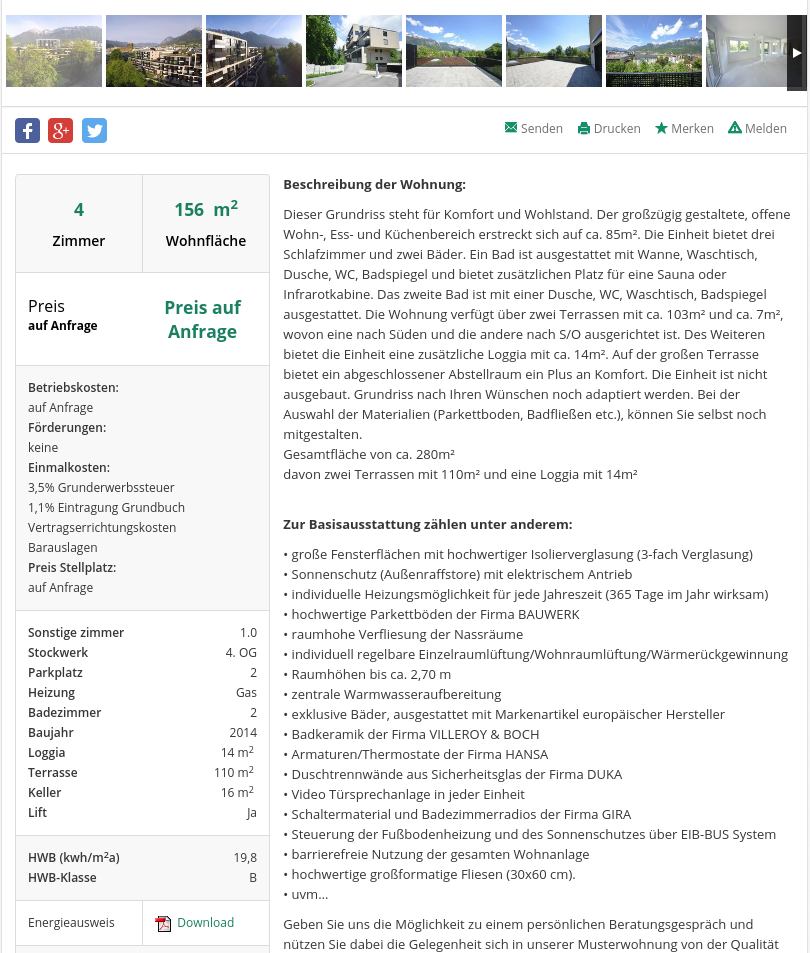 Senden Drucken Merken Melden
4 156 m²
Zimmer Wohnfläche
Preis
auf Anfrage
Preis auf
Anfrage
Betriebskosten:
auf Anfrage
Förderungen:
keine
Einmalkosten:
3,5% Grunderwerbssteuer
1,1% Eintragung Grundbuch
Vertragserrichtungskosten
Barauslagen
Preis Stellplatz:
auf Anfrage
Sonstige zimmer 1.0
Stockwerk 4. OG
Parkplatz 2
Heizung Gas
Badezimmer 2
Baujahr 2014
Loggia 14 m²
Terrasse 110 m²
Keller 16 m²
Lift Ja
HWB (kwh/m²a) 19,8
HWB-Klasse B
Energieausweis Download
Beschreibung der Wohnung:
Dieser Grundriss steht für Komfort und Wohlstand. Der großzügig gestaltete, offene
Wohn-, Ess- und Küchenbereich erstreckt sich auf ca. 85m². Die Einheit bietet drei
Schlafzimmer und zwei Bäder. Ein Bad ist ausgestattet mit Wanne, Waschtisch,
Dusche, WC, Badspiegel und bietet zusätzlichen Platz für eine Sauna oder
Infrarotkabine. Das zweite Bad ist mit einer Dusche, WC, Waschtisch, Badspiegel
ausgestattet. Die Wohnung verfügt über zwei Terrassen mit ca. 103m² und ca. 7m²,
wovon eine nach Süden und die andere nach S/O ausgerichtet ist. Des Weiteren
bietet die Einheit eine zusätzliche Loggia mit ca. 14m². Auf der großen Terrasse
bietet ein abgeschlossener Abstellraum ein Plus an Komfort. Die Einheit ist nicht
ausgebaut. Grundriss nach Ihren Wünschen noch adaptiert werden. Bei der
Auswahl der Materialien (Parkettboden, Badfließen etc.), können Sie selbst noch
mitgestalten.
Gesamtfläche von ca. 280m²
davon zwei Terrassen mit 110m² und eine Loggia mit 14m²
Zur Basisausstattung zählen unter anderem:
• große Fensterflächen mit hochwertiger Isolierverglasung (3-fach Verglasung)
• Sonnenschutz (Außenraffstore) mit elektrischem Antrieb
• individuelle Heizungsmöglichkeit für jede Jahreszeit (365 Tage im Jahr wirksam)
• hochwertige Parkettböden der Firma BAUWERK
• raumhohe Verfliesung der Nassräume
• individuell regelbare Einzelraumlüftung/Wohnraumlüftung/Wärmerückgewinnung
• Raumhöhen bis ca. 2,70 m
• zentrale Warmwasseraufbereitung
• exklusive Bäder, ausgestattet mit Markenartikel europäischer Hersteller
• Badkeramik der Firma VILLEROY & BOCH
• Armaturen/Thermostate der Firma HANSA
• Duschtrennwände aus Sicherheitsglas der Firma DUKA
• Video Türsprechanlage in jeder Einheit
• Schaltermaterial und Badezimmerradios der Firma GIRA
• Steuerung der Fußbodenheizung und des Sonnenschutzes über EIB-BUS System
• barrierefreie Nutzung der gesamten Wohnanlage
• hochwertige großformatige Fliesen (30x60 cm).
• uvm...
Geben Sie uns die Möglichkeit zu einem persönlichen Beratungsgespräch und
nützen Sie dabei die Gelegenheit sich in unserer Musterwohnung von der Qualität